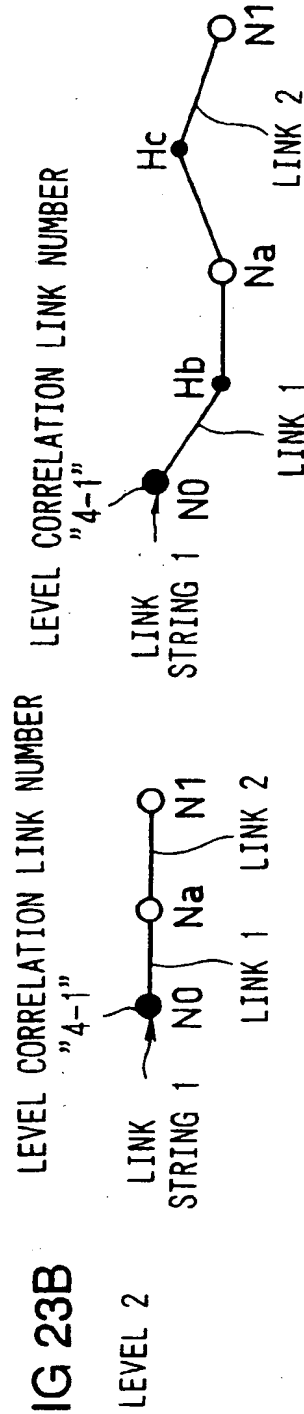 IG 23B
LEVEL 2
LEVEL CORRELATION LINK NUMBER
"4-1"
LINK
STRING 1
N0
Na
N1
LINK 1
LINK 2
LEVEL CORRELATION LINK NUMBER
"4-1"
LINK
STRING 1
N0
Hb
Na
Hc
N1
LINK 1
LINK 2